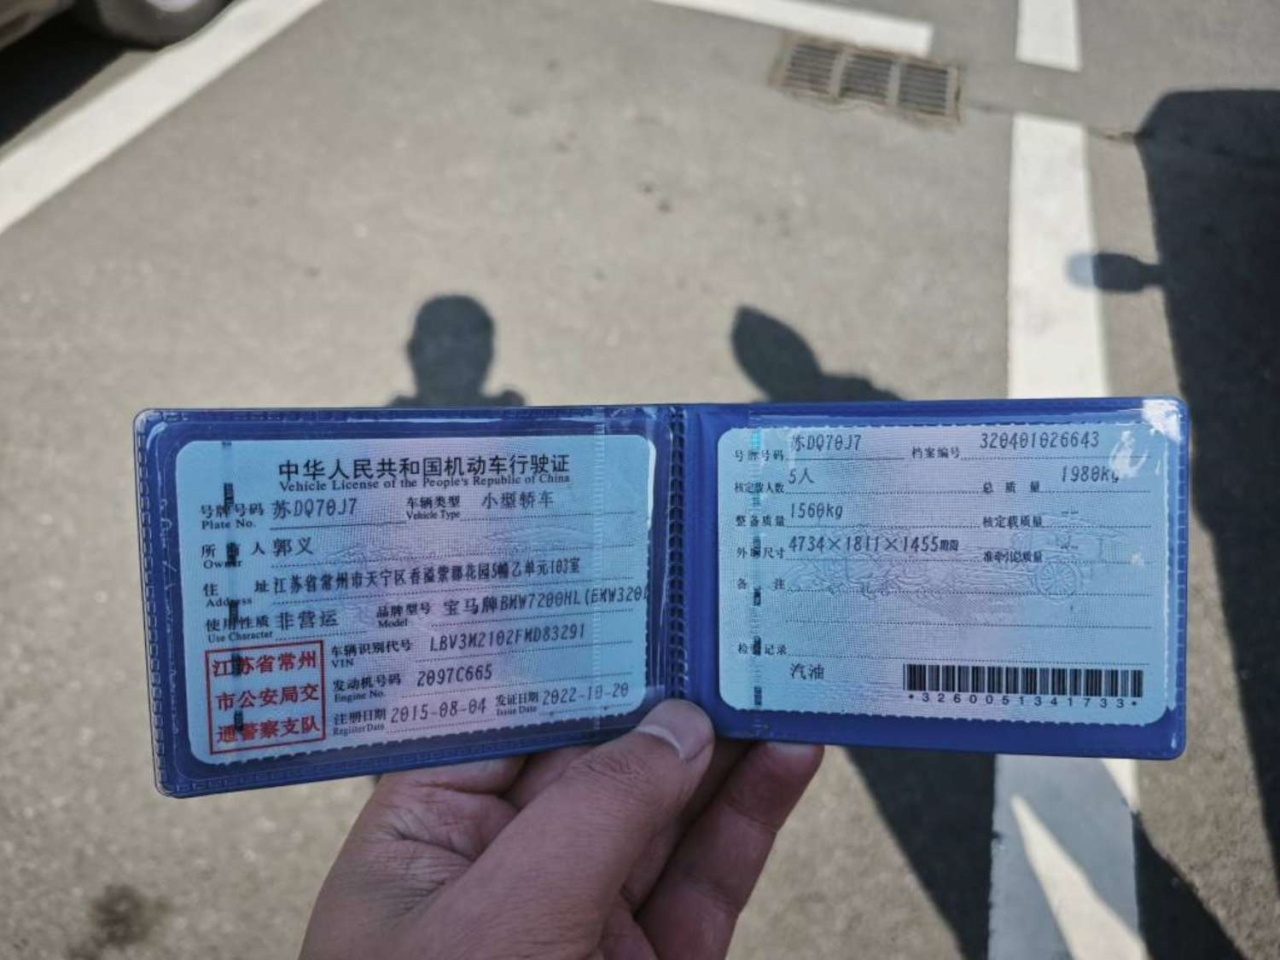 中华人民共和国机动车行驶证
Vehicle License of the People's Republic of China
号牌号码 苏DQ70J7 车辆类型 小型轿车
Plate No. Vehicle Type
所有人 郭义
Owner
住址 江苏省常州市天宁区香溢紫郡花园5幢乙单元103室
Address
使用性质 非营运 品牌型号 宝马牌BMW7200HL(BMW320
Use Character Model
江苏省常州
市公安局交
通警察支队
车辆识别代号 LBV3M2102FMD83291
VIN
发动机号码 2097C665
Engine No.
注册日期 2015-08-04 发证日期 2022-10-20
Register Date Issue Date
号牌号码 苏DQ70J7 档案编号 320401026643
核定载人数 5人 总质量 1980kg
整备质量 1560kg 核定载质量 --
外廓尺寸 4734×1811×1455mm 准牵引总质量 --
备注
检验记录
汽油
*3260051341733*